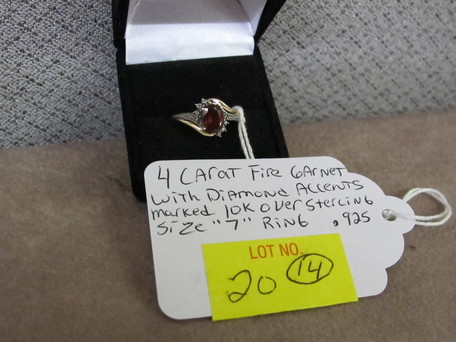 4 CArAt Fire GArnet
with Diamond Accents
marked 10K over Sterling
Size "7" Ring .925
LOT NO.
20 14